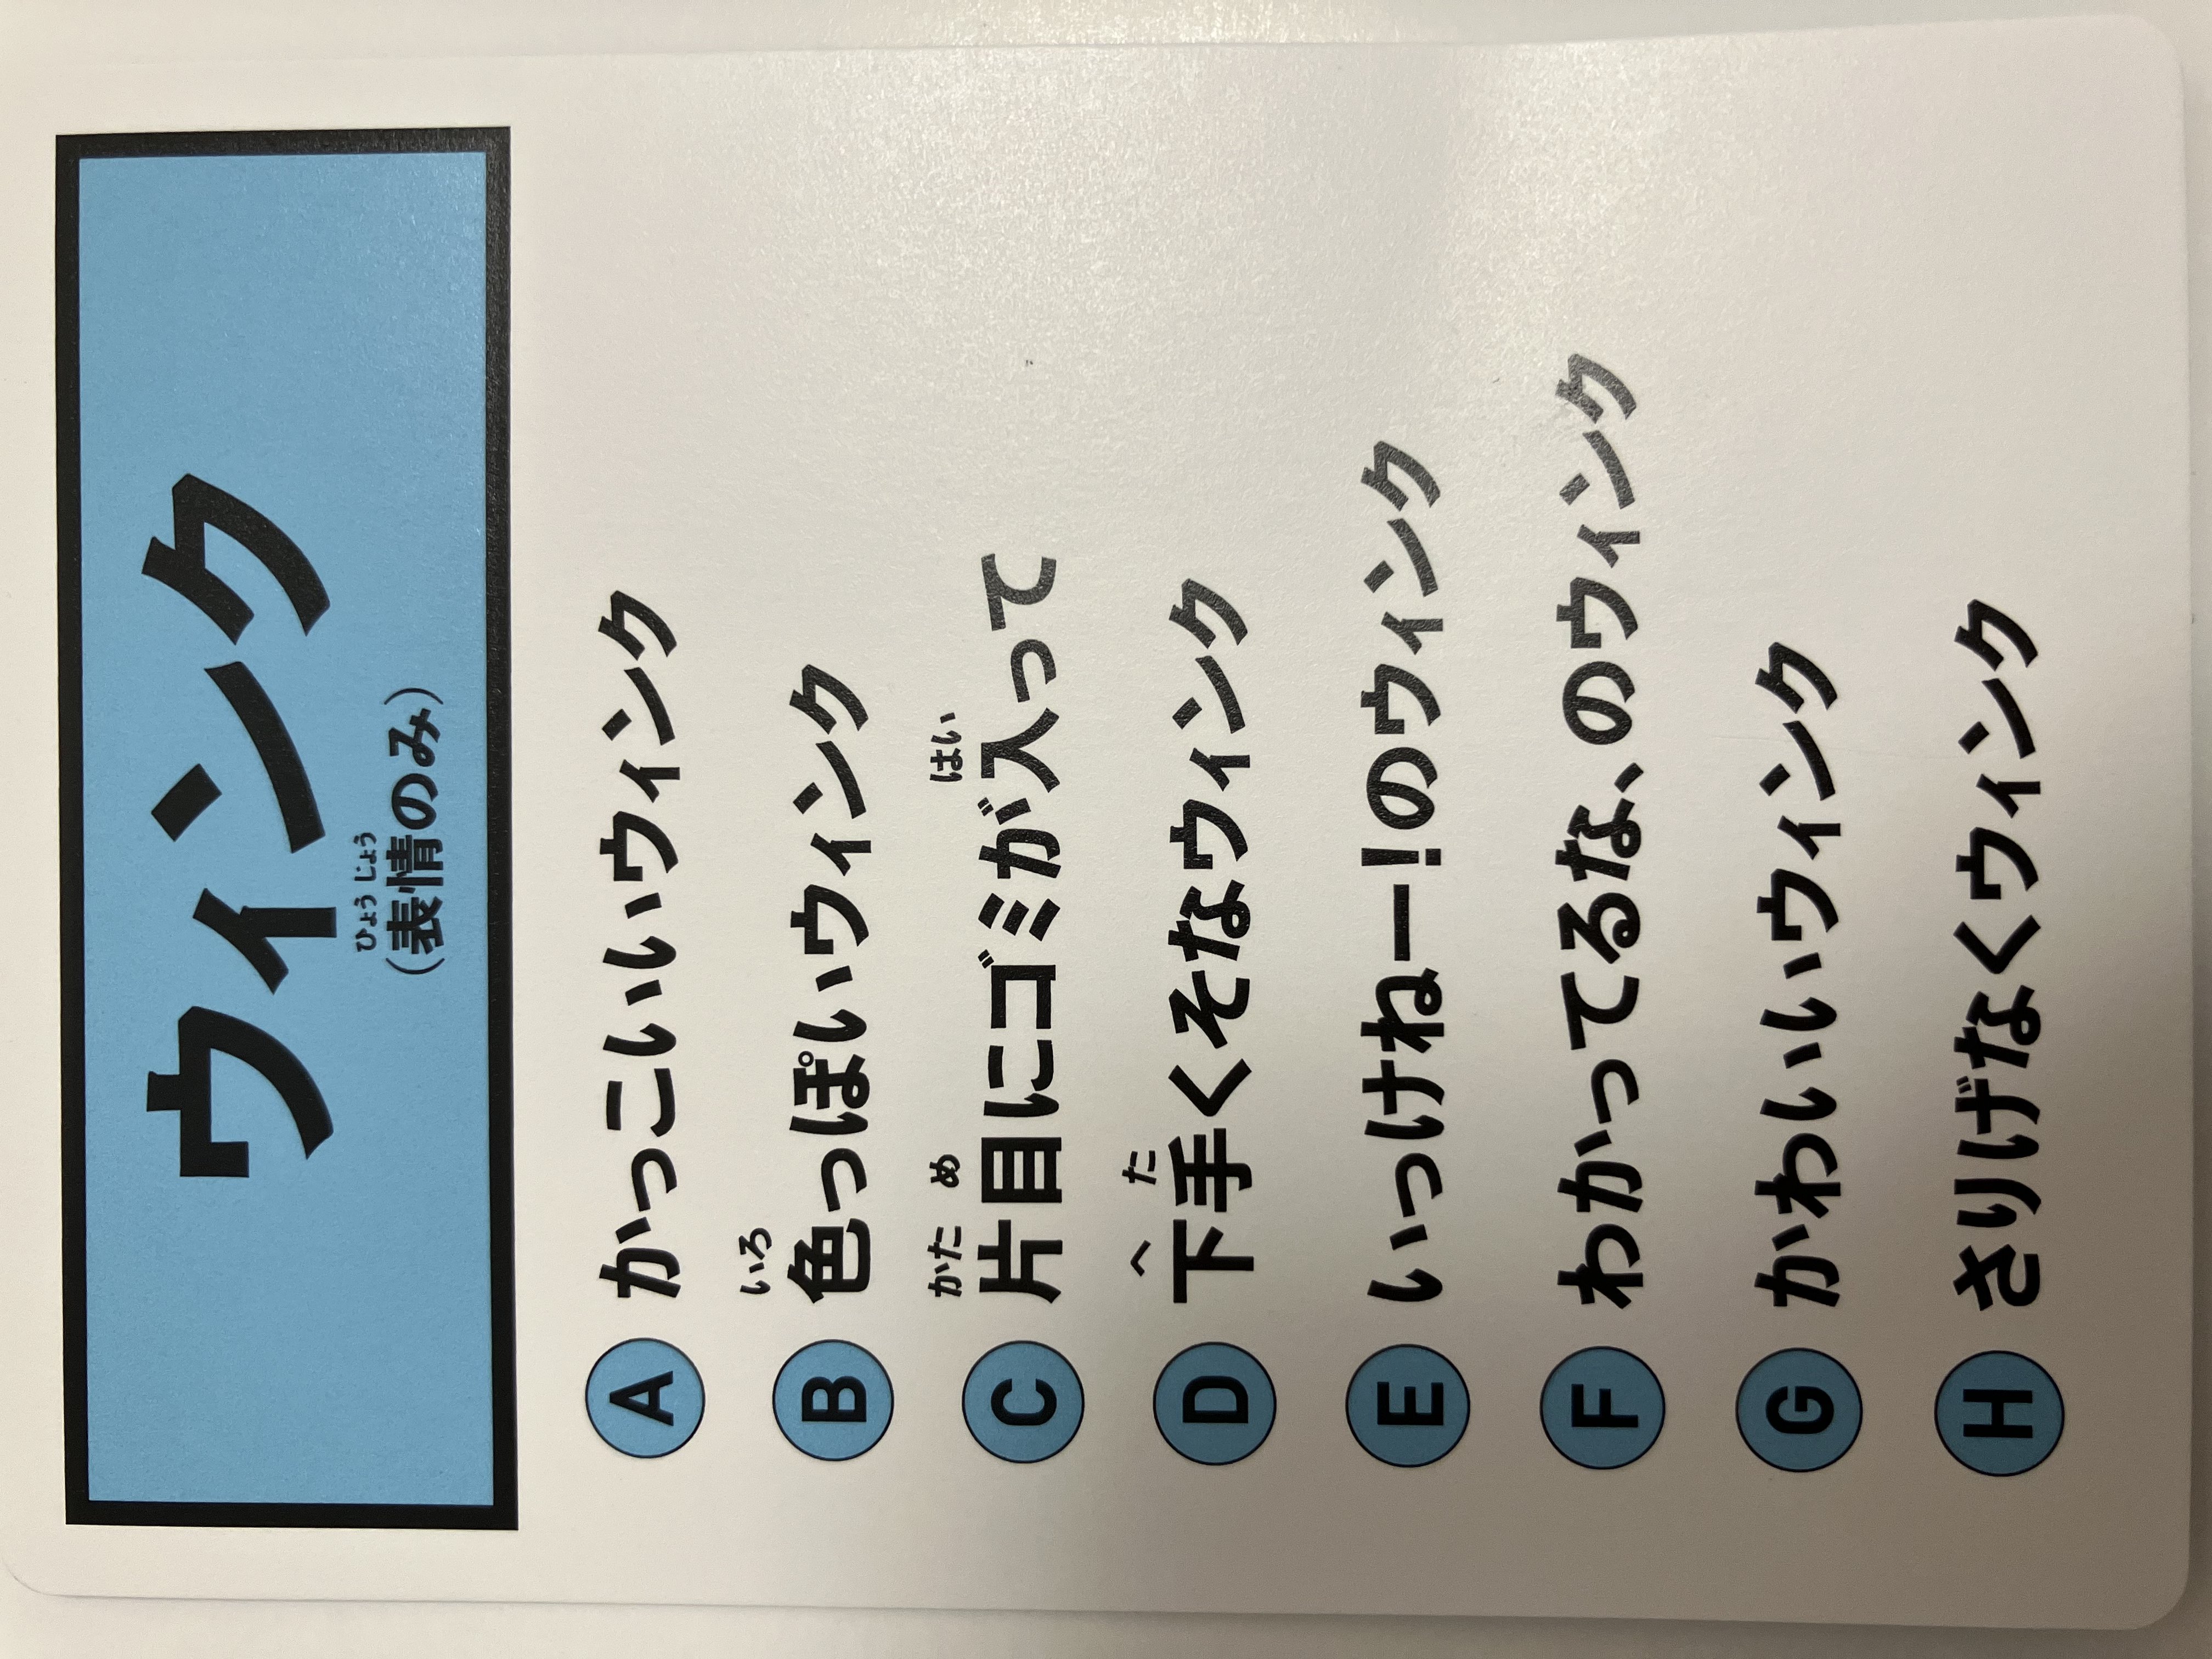 ウィンク
ひょうじょう
（表情のみ）
A かっこいいウィンク
いろ
B 色っぽいウィンク
かため はい
C 片目にゴミが入って
へた
D 下手くそなウィンク
E いっけねー！のウィンク
F わかってるな、のウィンク
G かわいいウィンク
H さりげなくウィンク